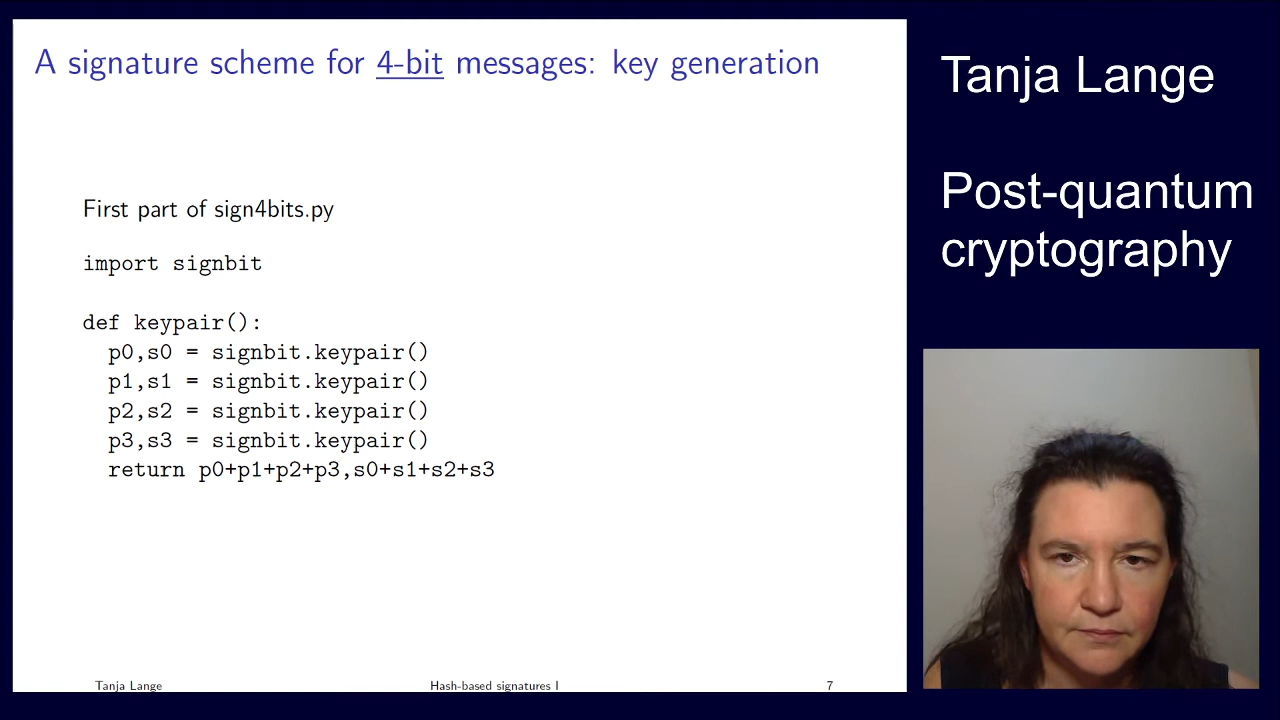 A signature scheme for 4-bit messages: key generation
First part of sign4bits.py
import signbit
def keypair():
p0,s0 = signbit.keypair()
p1,s1 = signbit.keypair()
p2,s2 = signbit.keypair()
p3,s3 = signbit.keypair()
return p0+p1+p2+p3,s0+s1+s2+s3
Tanja Lange
Hash-based signatures I
7
Tanja Lange
Post-quantum
cryptography